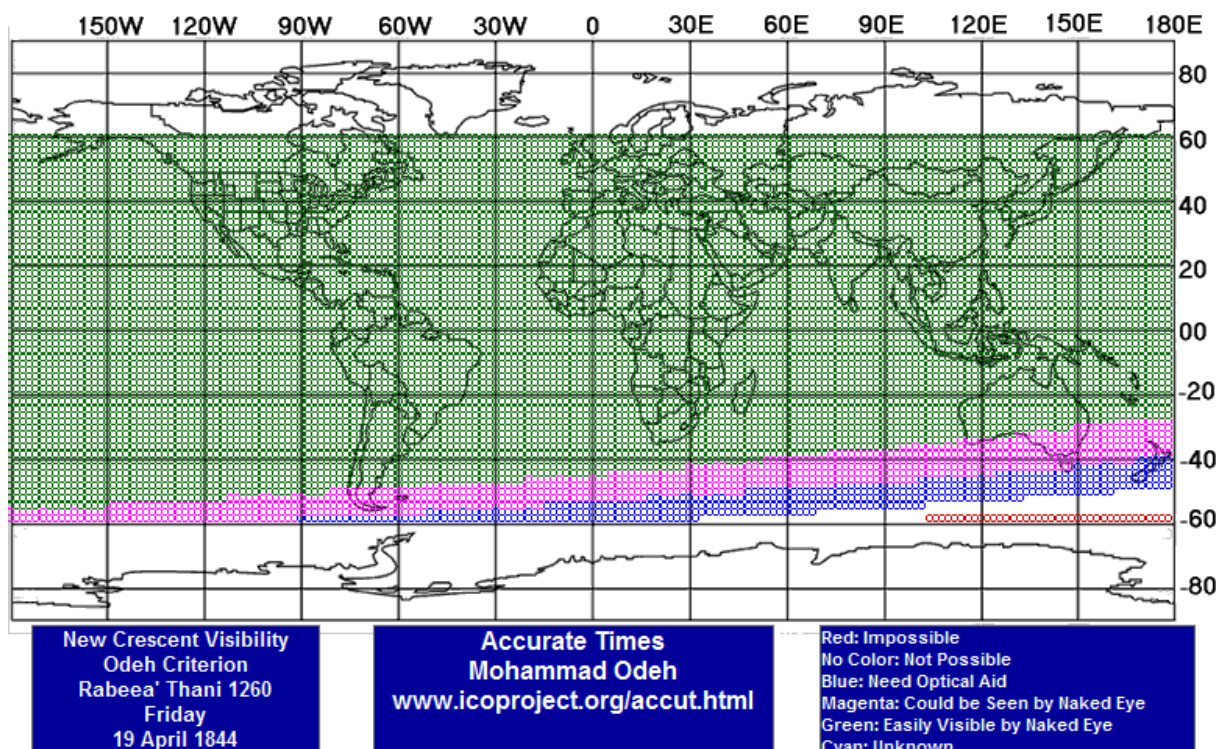 150W 120W 90W 60W 30W 0 30E 60E 90E 120E 150E 180E
80
60
40
20
00
-20
-40
-60
-80
New Crescent Visibility
Odeh Criterion
Rabeea' Thani 1260
Friday
19 April 1844
Accurate Times
Mohammad Odeh
www.icoproject.org/accut.html
Red: Impossible
No Color: Not Possible
Blue: Need Optical Aid
Magenta: Could be Seen by Naked Eye
Green: Easily Visible by Naked Eye
Cyan: Unknown